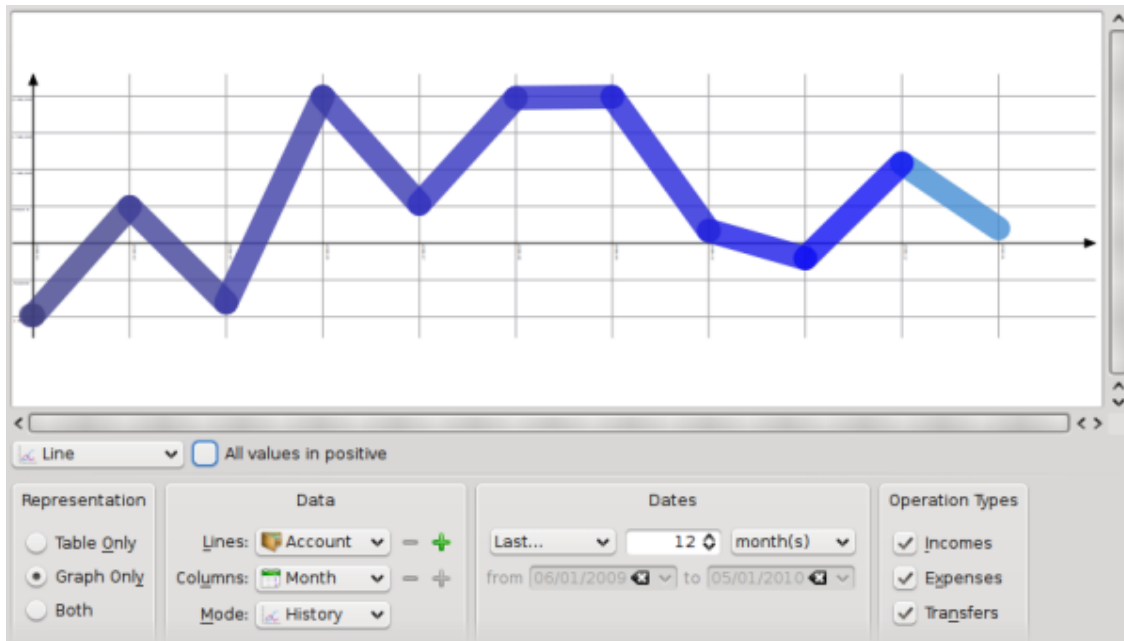 Line
All values in positive
Representation
Table Only
Graph Only
Both
Data
Lines: Account
Columns: Month
Mode: History
Dates
Last... 12 month(s)
from 06/01/2009 to 05/01/2010
Operation Types
Incomes
Expenses
Transfers